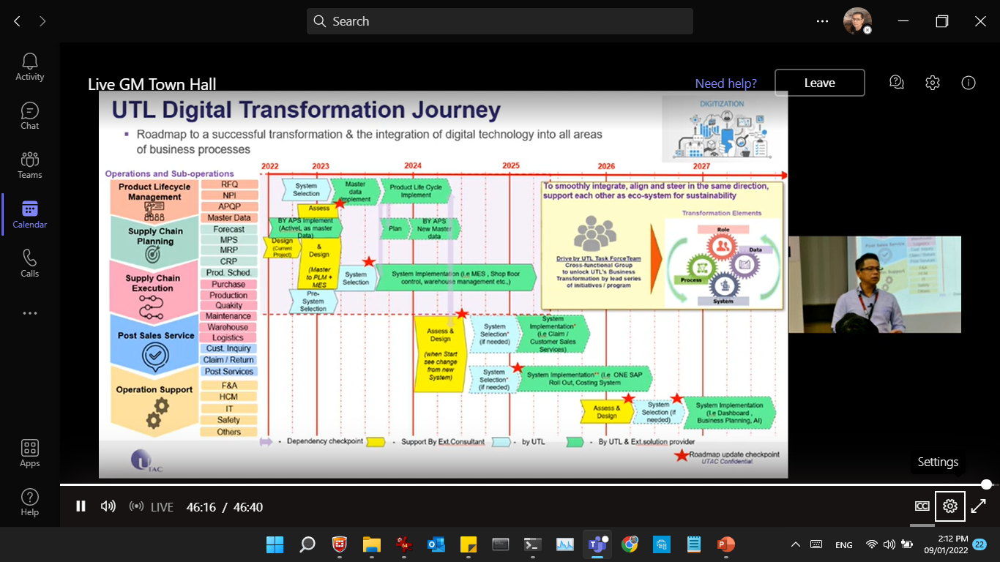 Search
Activity
Chat
Teams
Calendar
Calls
Apps
Help
Live GM Town Hall
Need help?
Leave
UTL Digital Transformation Journey
Roadmap to a successful transformation & the integration of digital technology into all areas
of business processes
DIGITIZATION
2022
2023
2024
2025
2026
2027
Operations and Sub-operations
Product Lifecycle
Management
Supply Chain
Planning
Supply Chain
Execution
Post Sales Service
Operation Support
RFQ
NPI
APQP
Master Data
Forecast
MPS
MRP
CRP
Prod. Sched.
Purchase
Production
Quakity
Maintenance
Warehouse
Logistics
Cust. Inquiry
Claim / Return
Post Services
F&A
HCM
IT
Safety
Others
System
Selection
Master
data
Implement
Product Life Cycle
Implement
Assess
BY APS Implement
(ActiveL as master
Data)
Plan
BY APS
New Master
data
Design
(Current
Project)
&
Design
(Master
to PLM +
MES
System
Selection
System Implementation (i.e MES , Shop floor
control, warehouse management etc.,)
Pre-
System
Selection
To smoothly integrate, align and steer in the same direction,
support each other as eco-system for sustainability
Drive by UTL Task ForceTeam
Cross-functional Group
to unlock UTL's Business
Transformation by lead series
of initiatives / program
Transformation Elements
Role
Data
Process
System
Assess &
Design
(when Start
see change
from new
System)
System
Selection*
(if needed)
System
Implementation*
(i.e Claim /
Customer Sales
Services)
System
Selection*
(if needed)
System Implementation** (i.e ONE SAP
Roll Out, Costing System
Assess &
Design
System
Selection (if
needed)
System Implementation
(i.e Dashboard ,
Business Planning, AI)
- Dependency checkpoint
- Support By Ext.Consultant
- by UTL
- By UTL & Ext.solution provider
Roadmap update checkpoint
UTAC Confidential.
UTAC
Settings
LIVE
46:16 / 46:40
CC
64
ENG
2:12 PM
09/01/2022
22